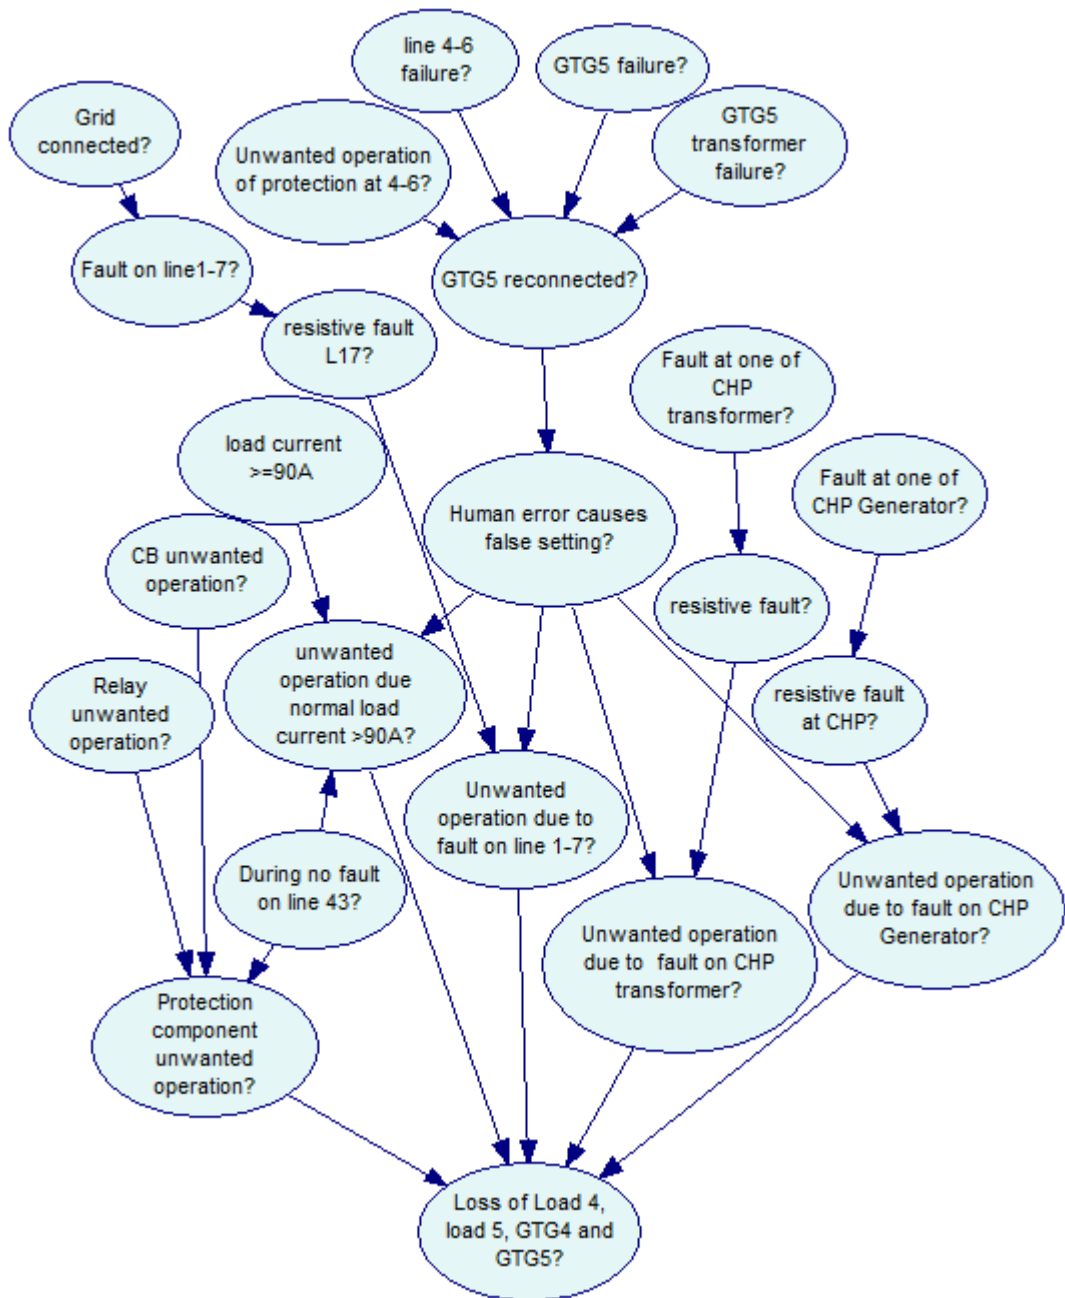 line 4-6
failure?
GTG5 failure?
Grid
connected?
GTG5
transformer
failure?
Unwanted operation
of protection at 4-6?
Fault on line1-7?
GTG5 reconnected?
resistive fault
L17?
Fault at one of
CHP
transformer?
load current
>=90A
Fault at one of
CHP Generator?
Human error causes
false setting?
CB unwanted
operation?
resistive fault?
unwanted
operation due
normal load
current >90A?
Relay
unwanted
operation?
resistive fault
at CHP?
Unwanted
operation due to
fault on line 1-7?
During no fault
on line 43?
Unwanted operation
due to fault on CHP
Generator?
Unwanted operation
due to  fault on CHP
transformer?
Protection
component
unwanted
operation?
Loss of Load 4,
load 5, GTG4 and
GTG5?